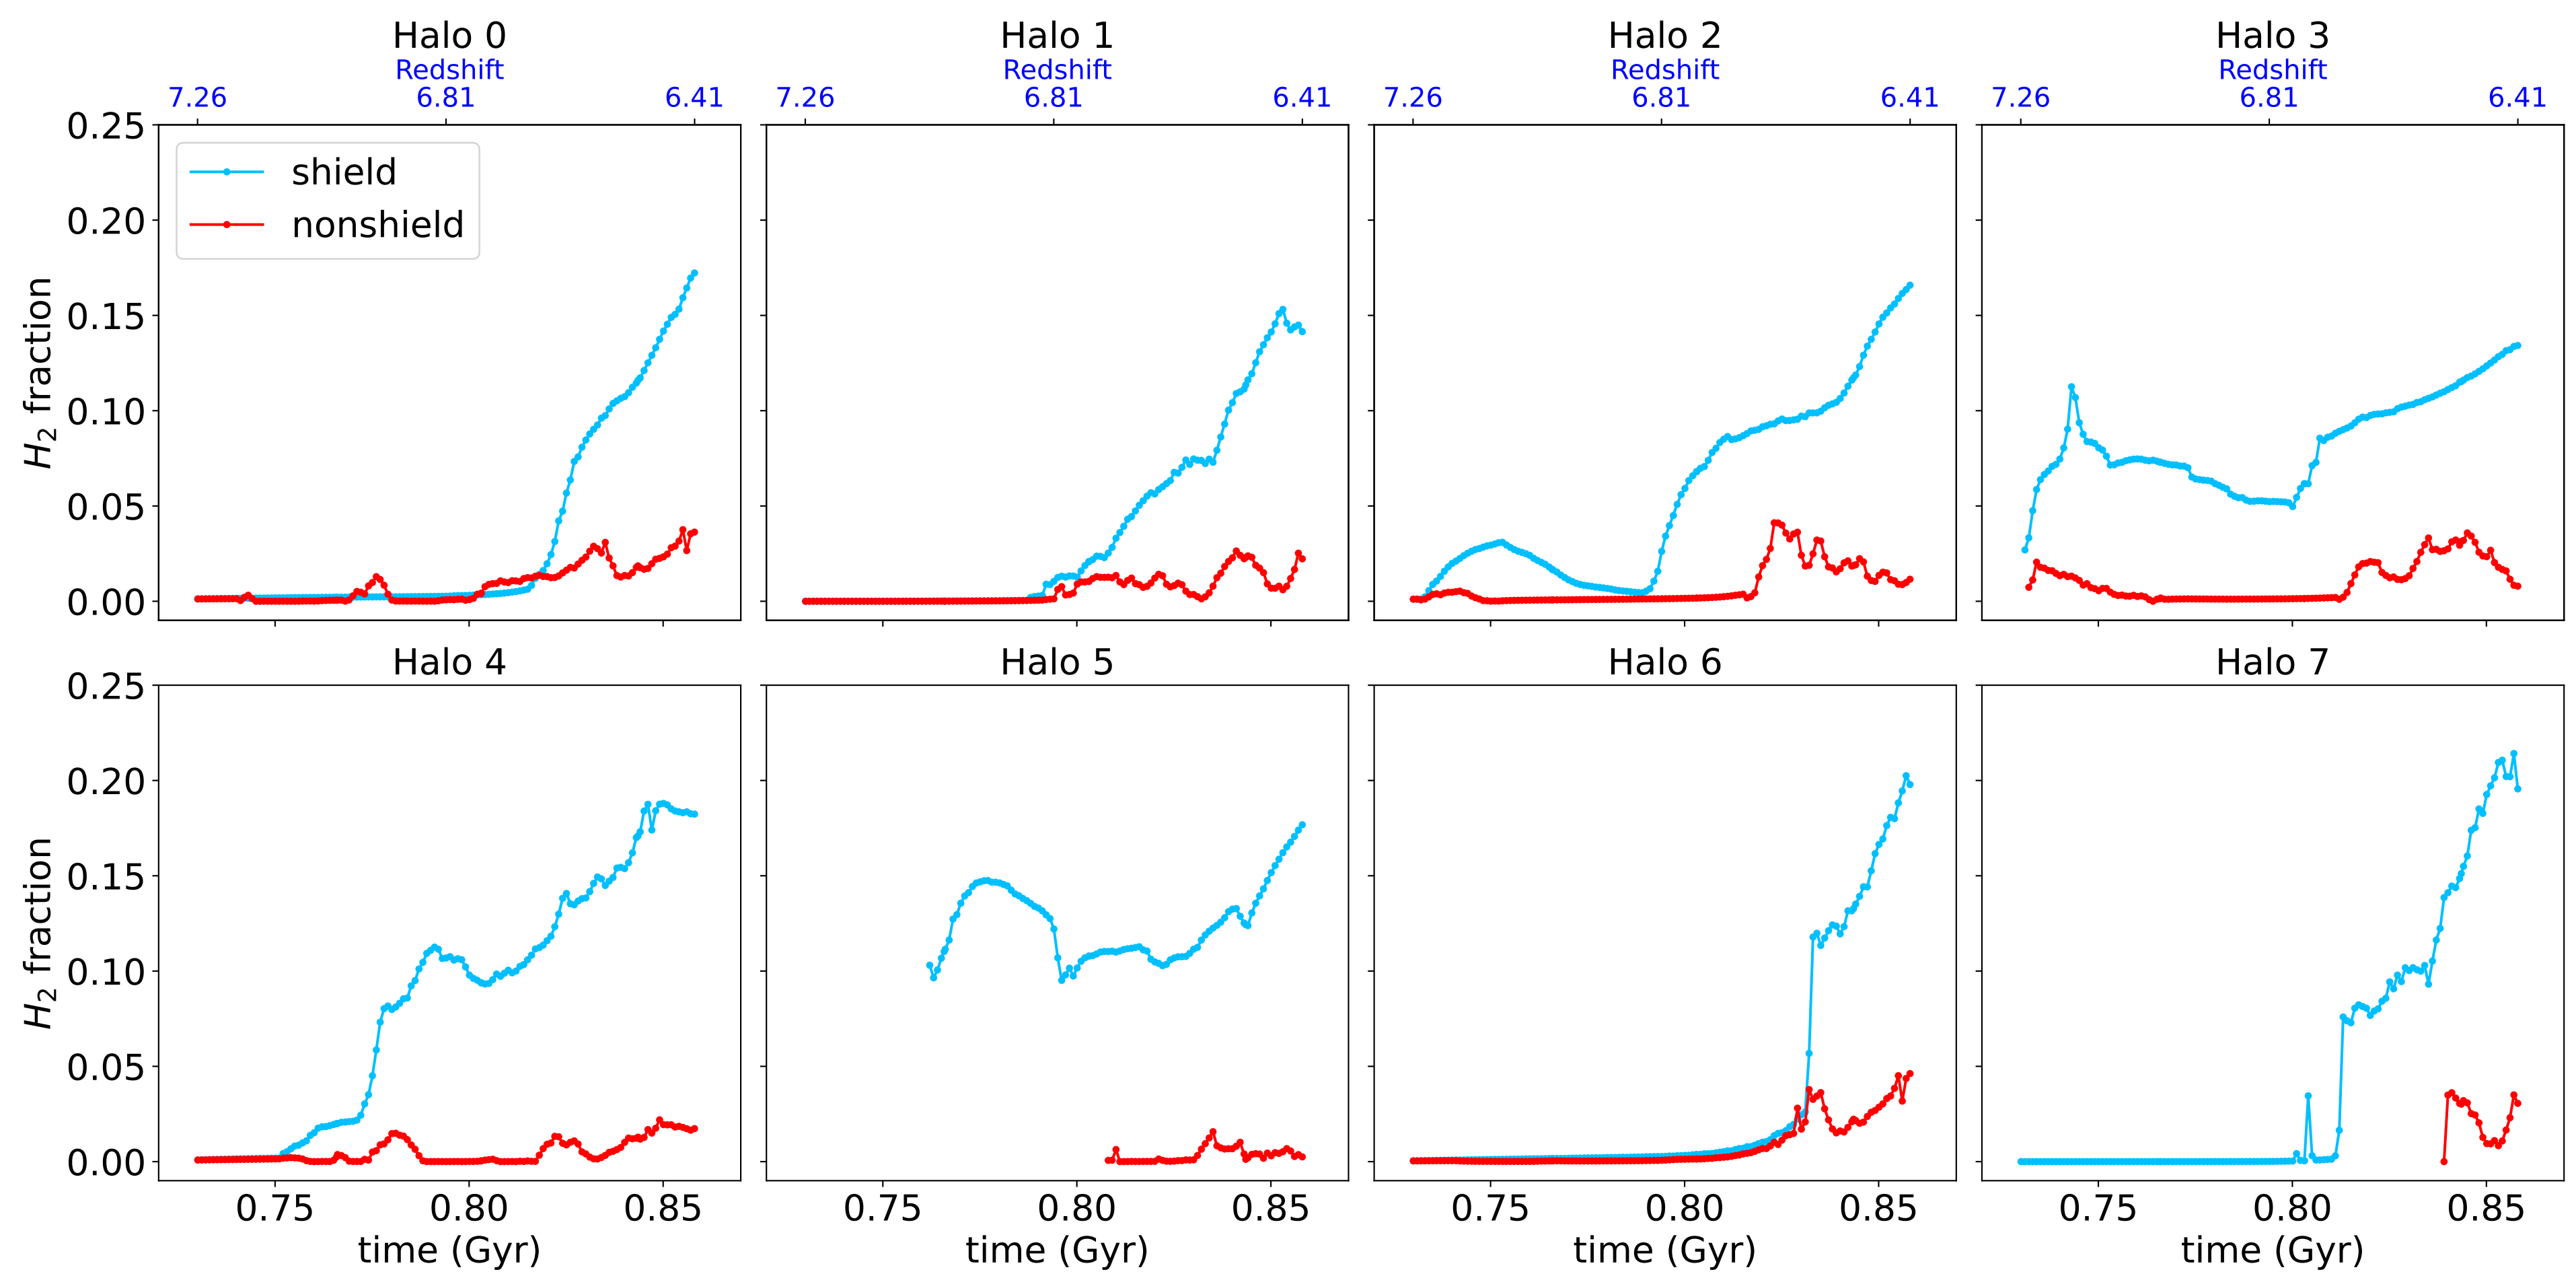 Halo 0 Halo 1 Halo 2 Halo 3
Redshift Redshift Redshift Redshift
7.26 6.81 6.41 7.26 6.81 6.41 7.26 6.81 6.41 7.26 6.81 6.41
0.25
shield
0.20
nonshield
0.15
0.10
0.05
0.00
H₂ fraction
Halo 4 Halo 5 Halo 6 Halo 7
0.25
0.20
0.15
0.10
0.05
0.00
H₂ fraction
0.75 0.80 0.85 0.75 0.80 0.85 0.75 0.80 0.85 0.75 0.80 0.85
time (Gyr) time (Gyr) time (Gyr) time (Gyr)